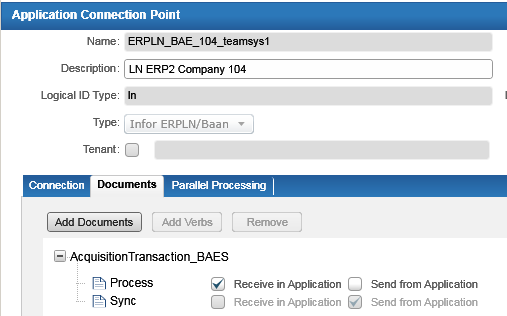 Application Connection Point
Name: ERPLN_BAE_104_teamsys1
Description: LN ERP2 Company 104
Logical ID Type: ln
Type: Infor ERPLN/Baan
Tenant:
Connection Documents Parallel Processing
Add Documents Add Verbs Remove
AcquisitionTransaction_BAES
Process Receive in Application Send from Application
Sync Receive in Application Send from Application